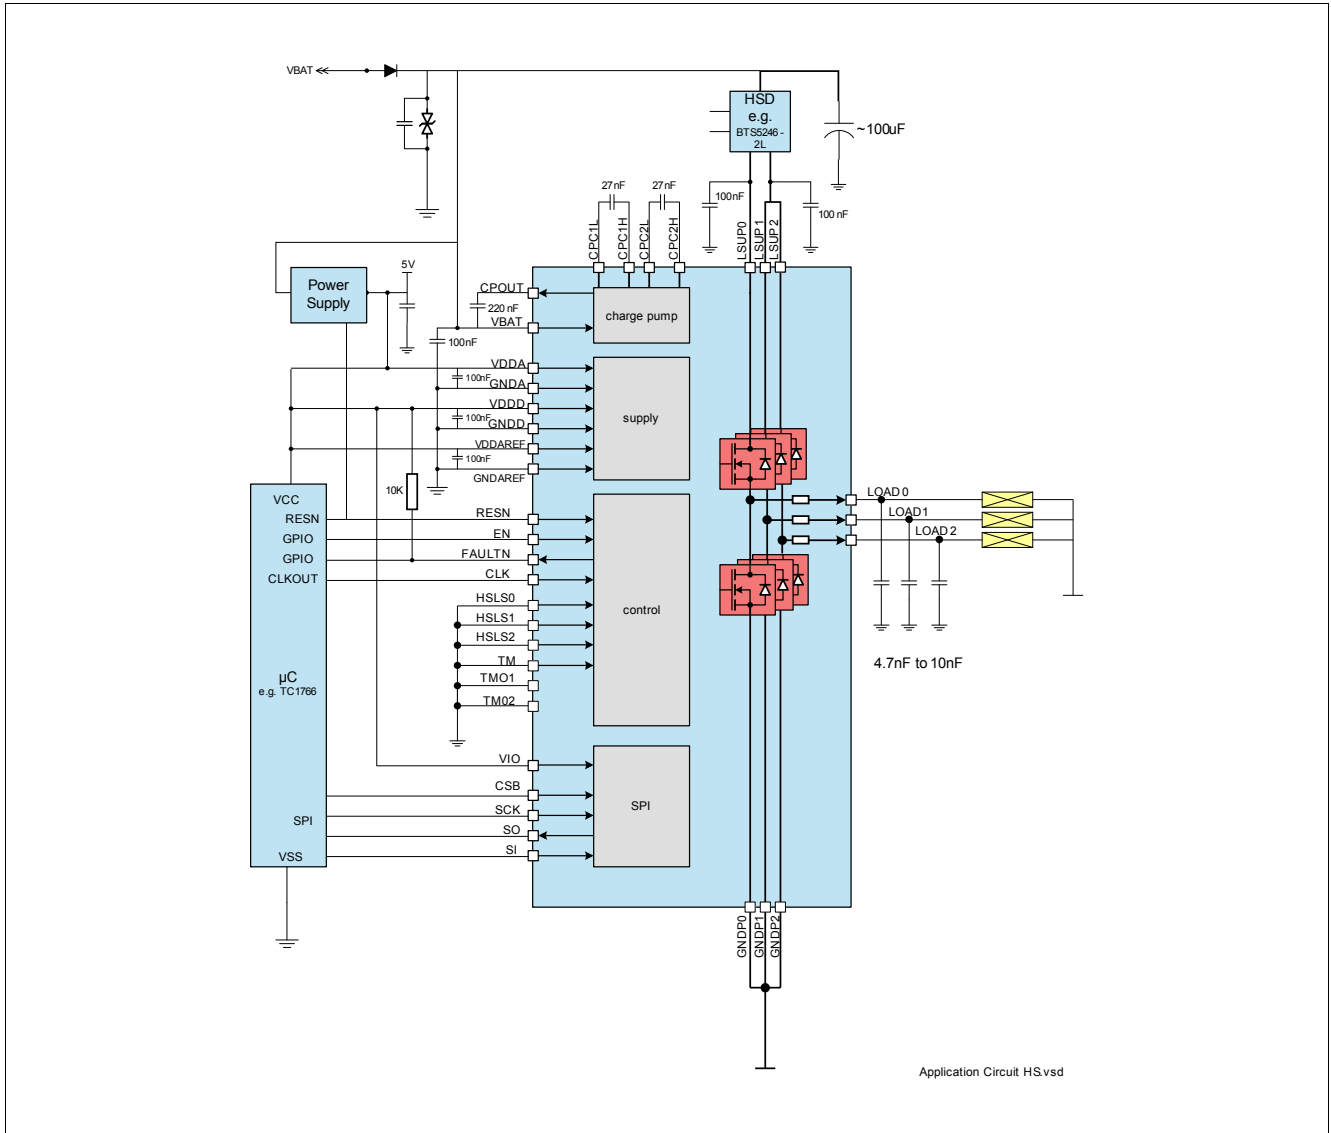 VBAT
HSD
e.g.
BTS5246 -
2L
~100uF
27nF
27nF
100nF
100 nF
CPC1L
CPC1H
CPC2L
CPC2H
LSUP0
LSUP1
LSUP2
5V
Power
Supply
CPOUT
220 nF
VBAT
charge pump
100nF
VDDA
100nF
GNDA
VDDD
100nF
GNDD
supply
VDDAREF
100nF
GNDAREF
10K
VCC
RESN
RESN
GPIO
EN
GPIO
FAULTN
CLKOUT
CLK
LOAD0
LOAD1
LOAD2
HSLS0
HSLS1
HSLS2
control
TM
TMO1
TM02
4.7nF to 10nF
µC
e.g. TC1766
VIO
CSB
SCK
SPI
SO
SI
SPI
VSS
GNDP0
GNDP1
GNDP2
Application Circuit HS.vsd